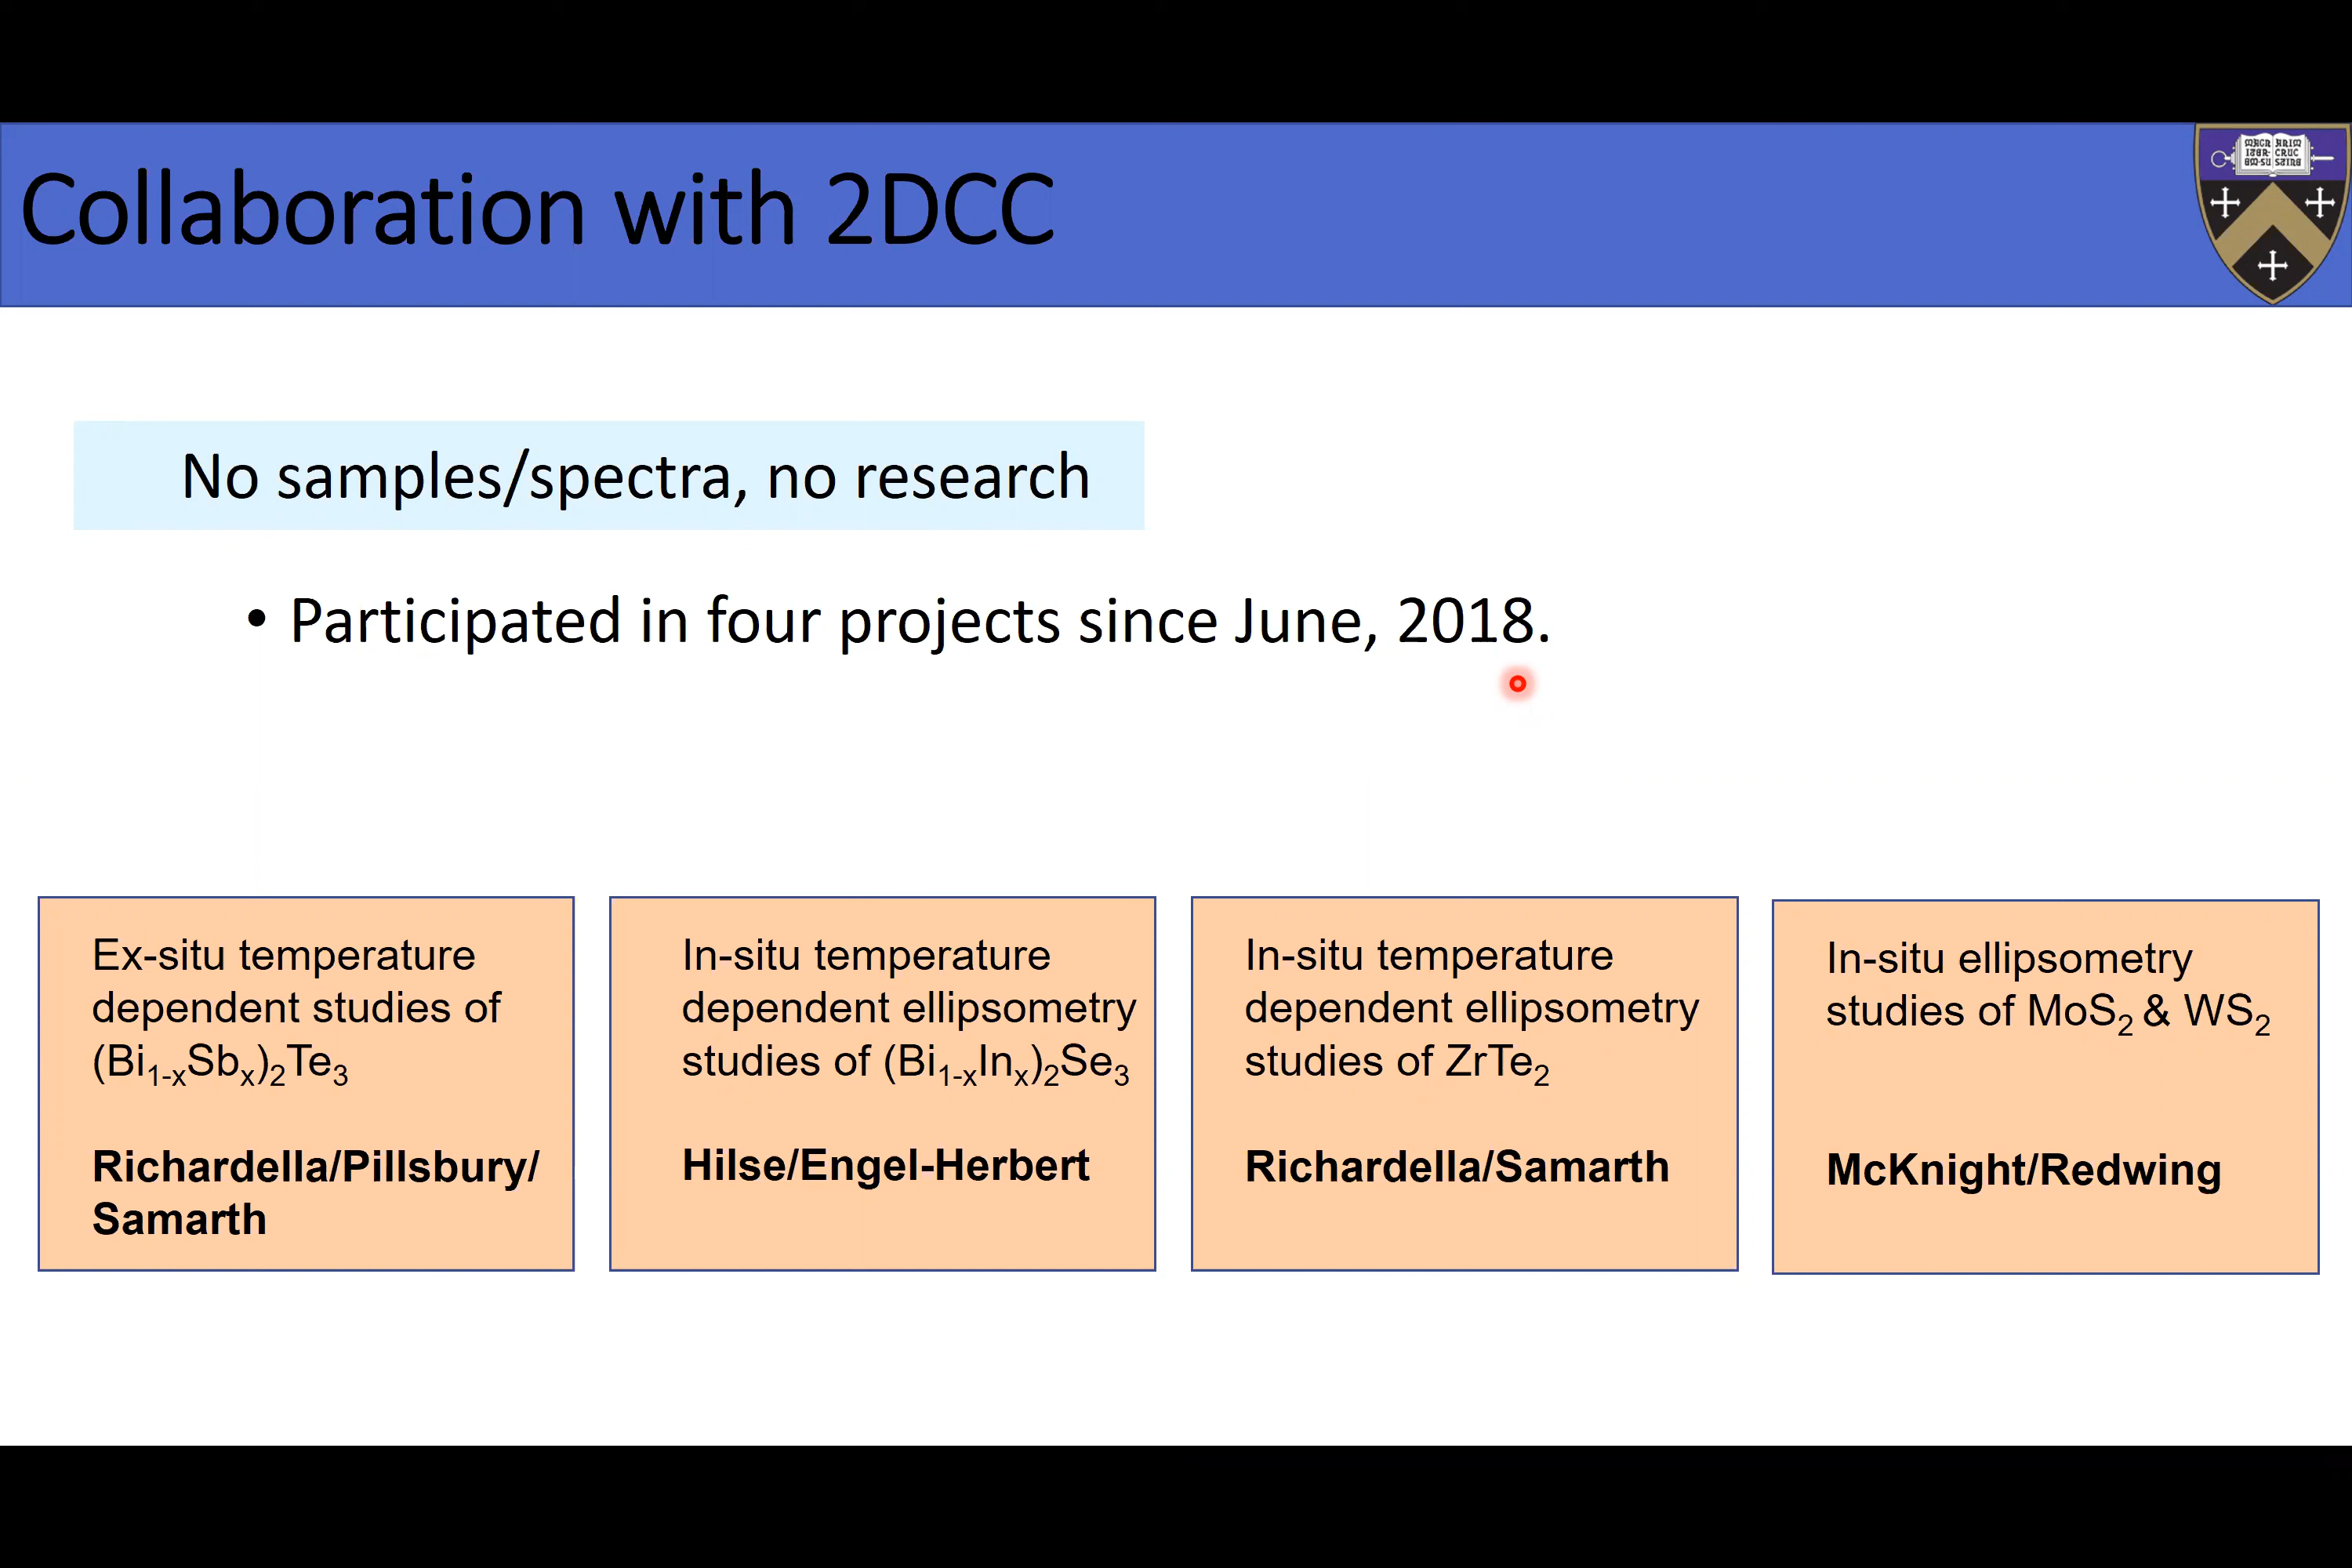 Collaboration with 2DCC
No samples/spectra, no research
• Participated in four projects since June, 2018.
Ex-situ temperature
dependent studies of
(Bi₁₋ₓSbₓ)₂Te₃
Richardella/Pillsbury/
Samarth
In-situ temperature
dependent ellipsometry
studies of (Bi₁₋ₓInₓ)₂Se₃
Hilse/Engel-Herbert
In-situ temperature
dependent ellipsometry
studies of ZrTe₂
Richardella/Samarth
In-situ ellipsometry
studies of MoS₂ & WS₂
McKnight/Redwing